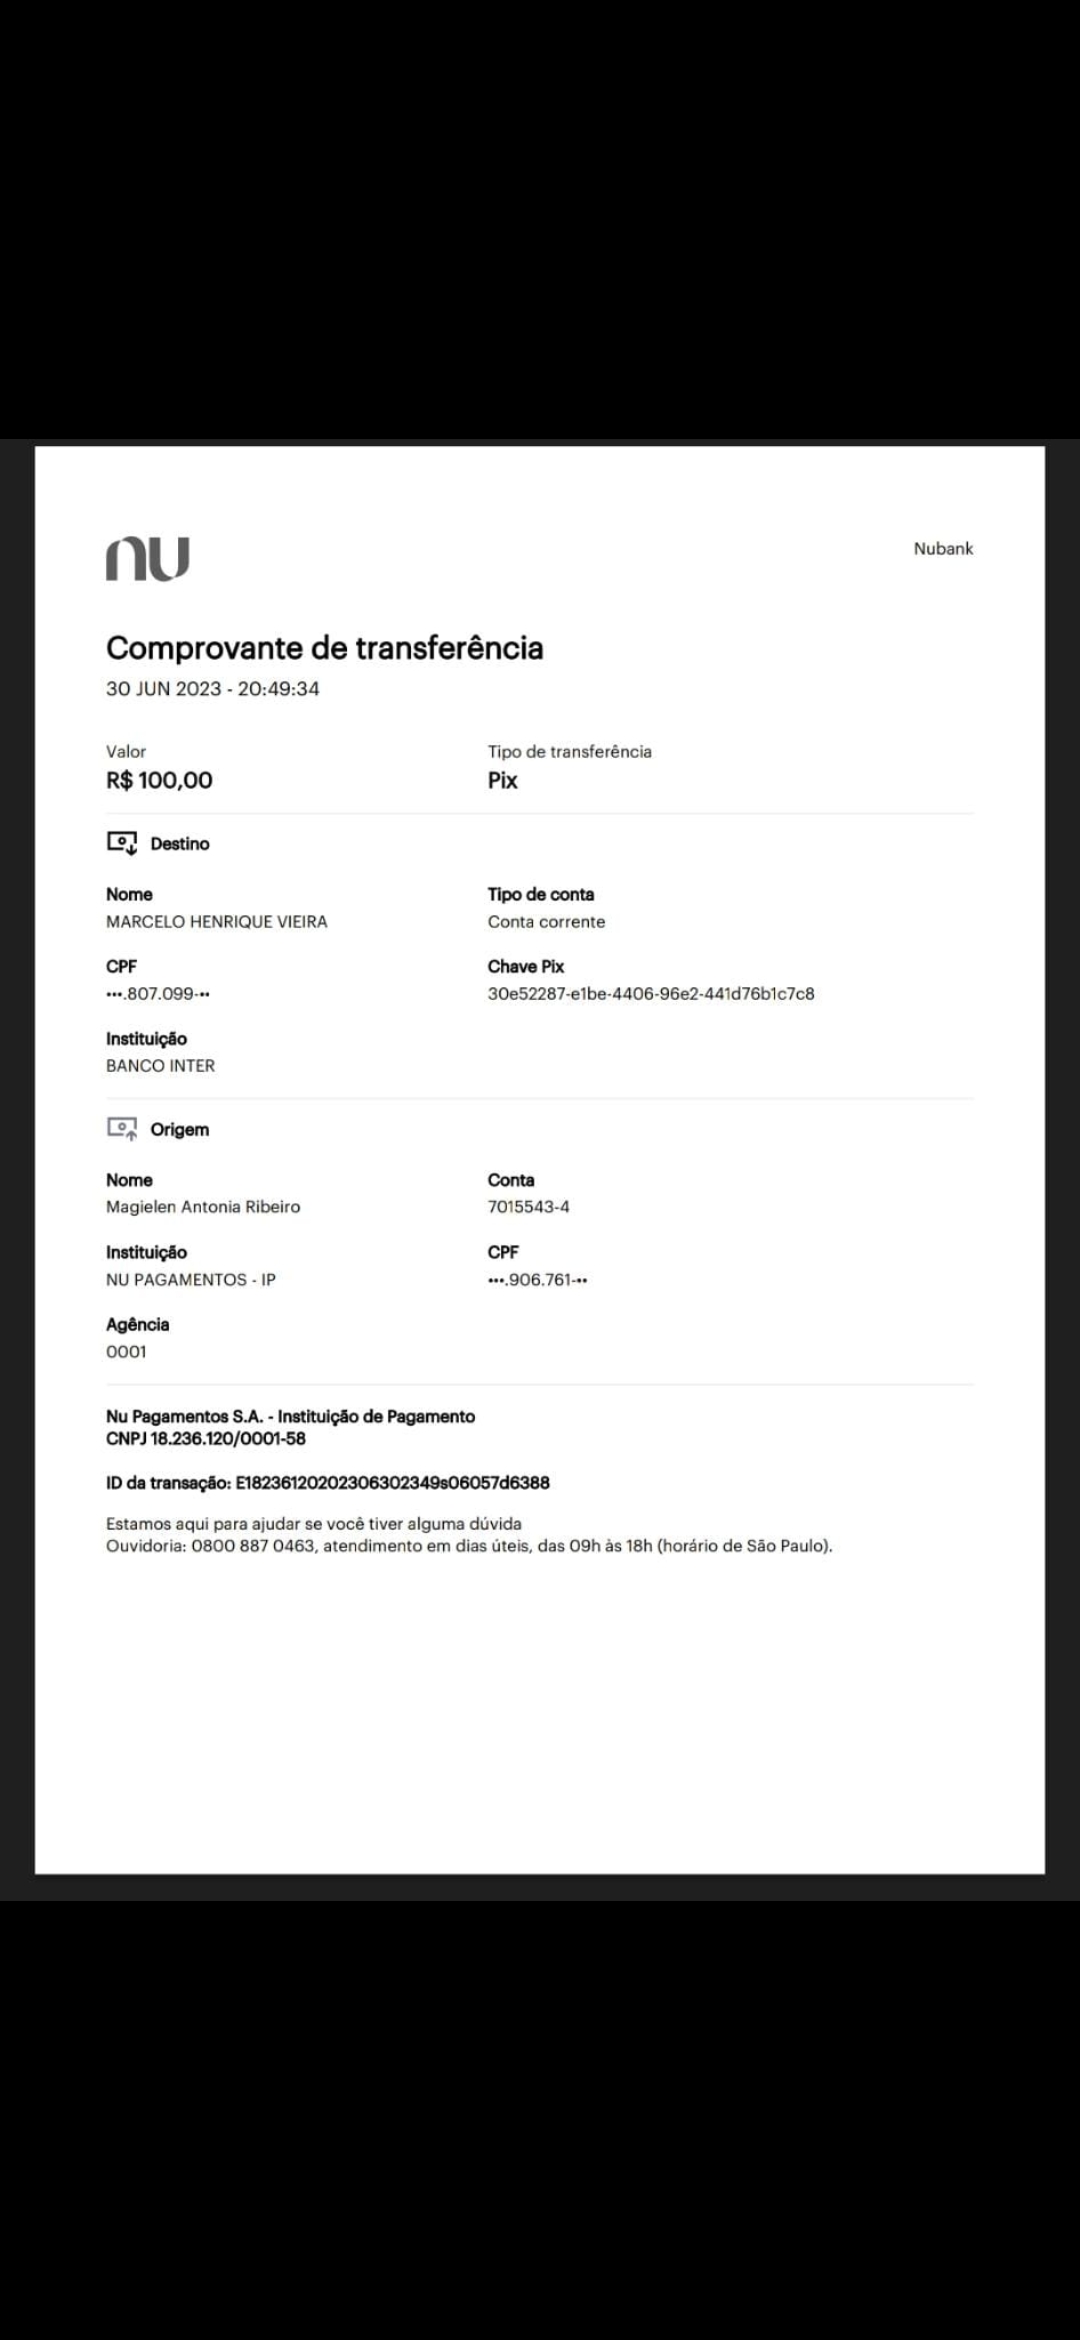 nu
Nubank
Comprovante de transferência
30 JUN 2023 - 20:49:34
Valor
R$ 100,00
Tipo de transferência
Pix
Destino
Nome
MARCELO HENRIQUE VIEIRA
Tipo de conta
Conta corrente
CPF
•••.807.099-••
Chave Pix
30e52287-e1be-4406-96e2-441d76b1c7c8
Instituição
BANCO INTER
Origem
Nome
Magielen Antonia Ribeiro
Conta
7015543-4
Instituição
NU PAGAMENTOS - IP
CPF
•••.906.761-••
Agência
0001
Nu Pagamentos S.A. - Instituição de Pagamento
CNPJ 18.236.120/0001-58
ID da transação: E18236120202306302349s06057d6388
Estamos aqui para ajudar se você tiver alguma dúvida
Ouvidoria: 0800 887 0463, atendimento em dias úteis, das 09h às 18h (horário de São Paulo).